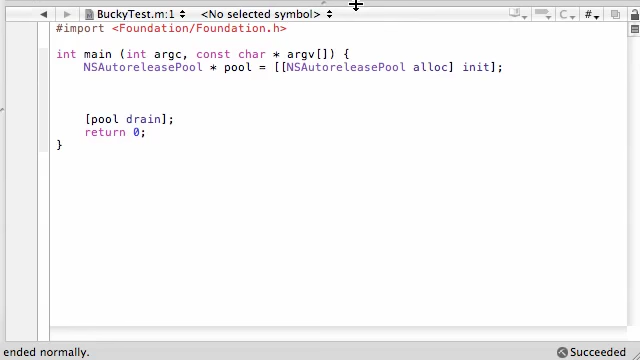 BuckyTest.m:1 <No selected symbol> C #
#import <Foundation/Foundation.h>
int main (int argc, const char * argv[]) {
NSAutoreleasePool * pool = [[NSAutoreleasePool alloc] init];
[pool drain];
return 0;
}
ended normally. Succeeded